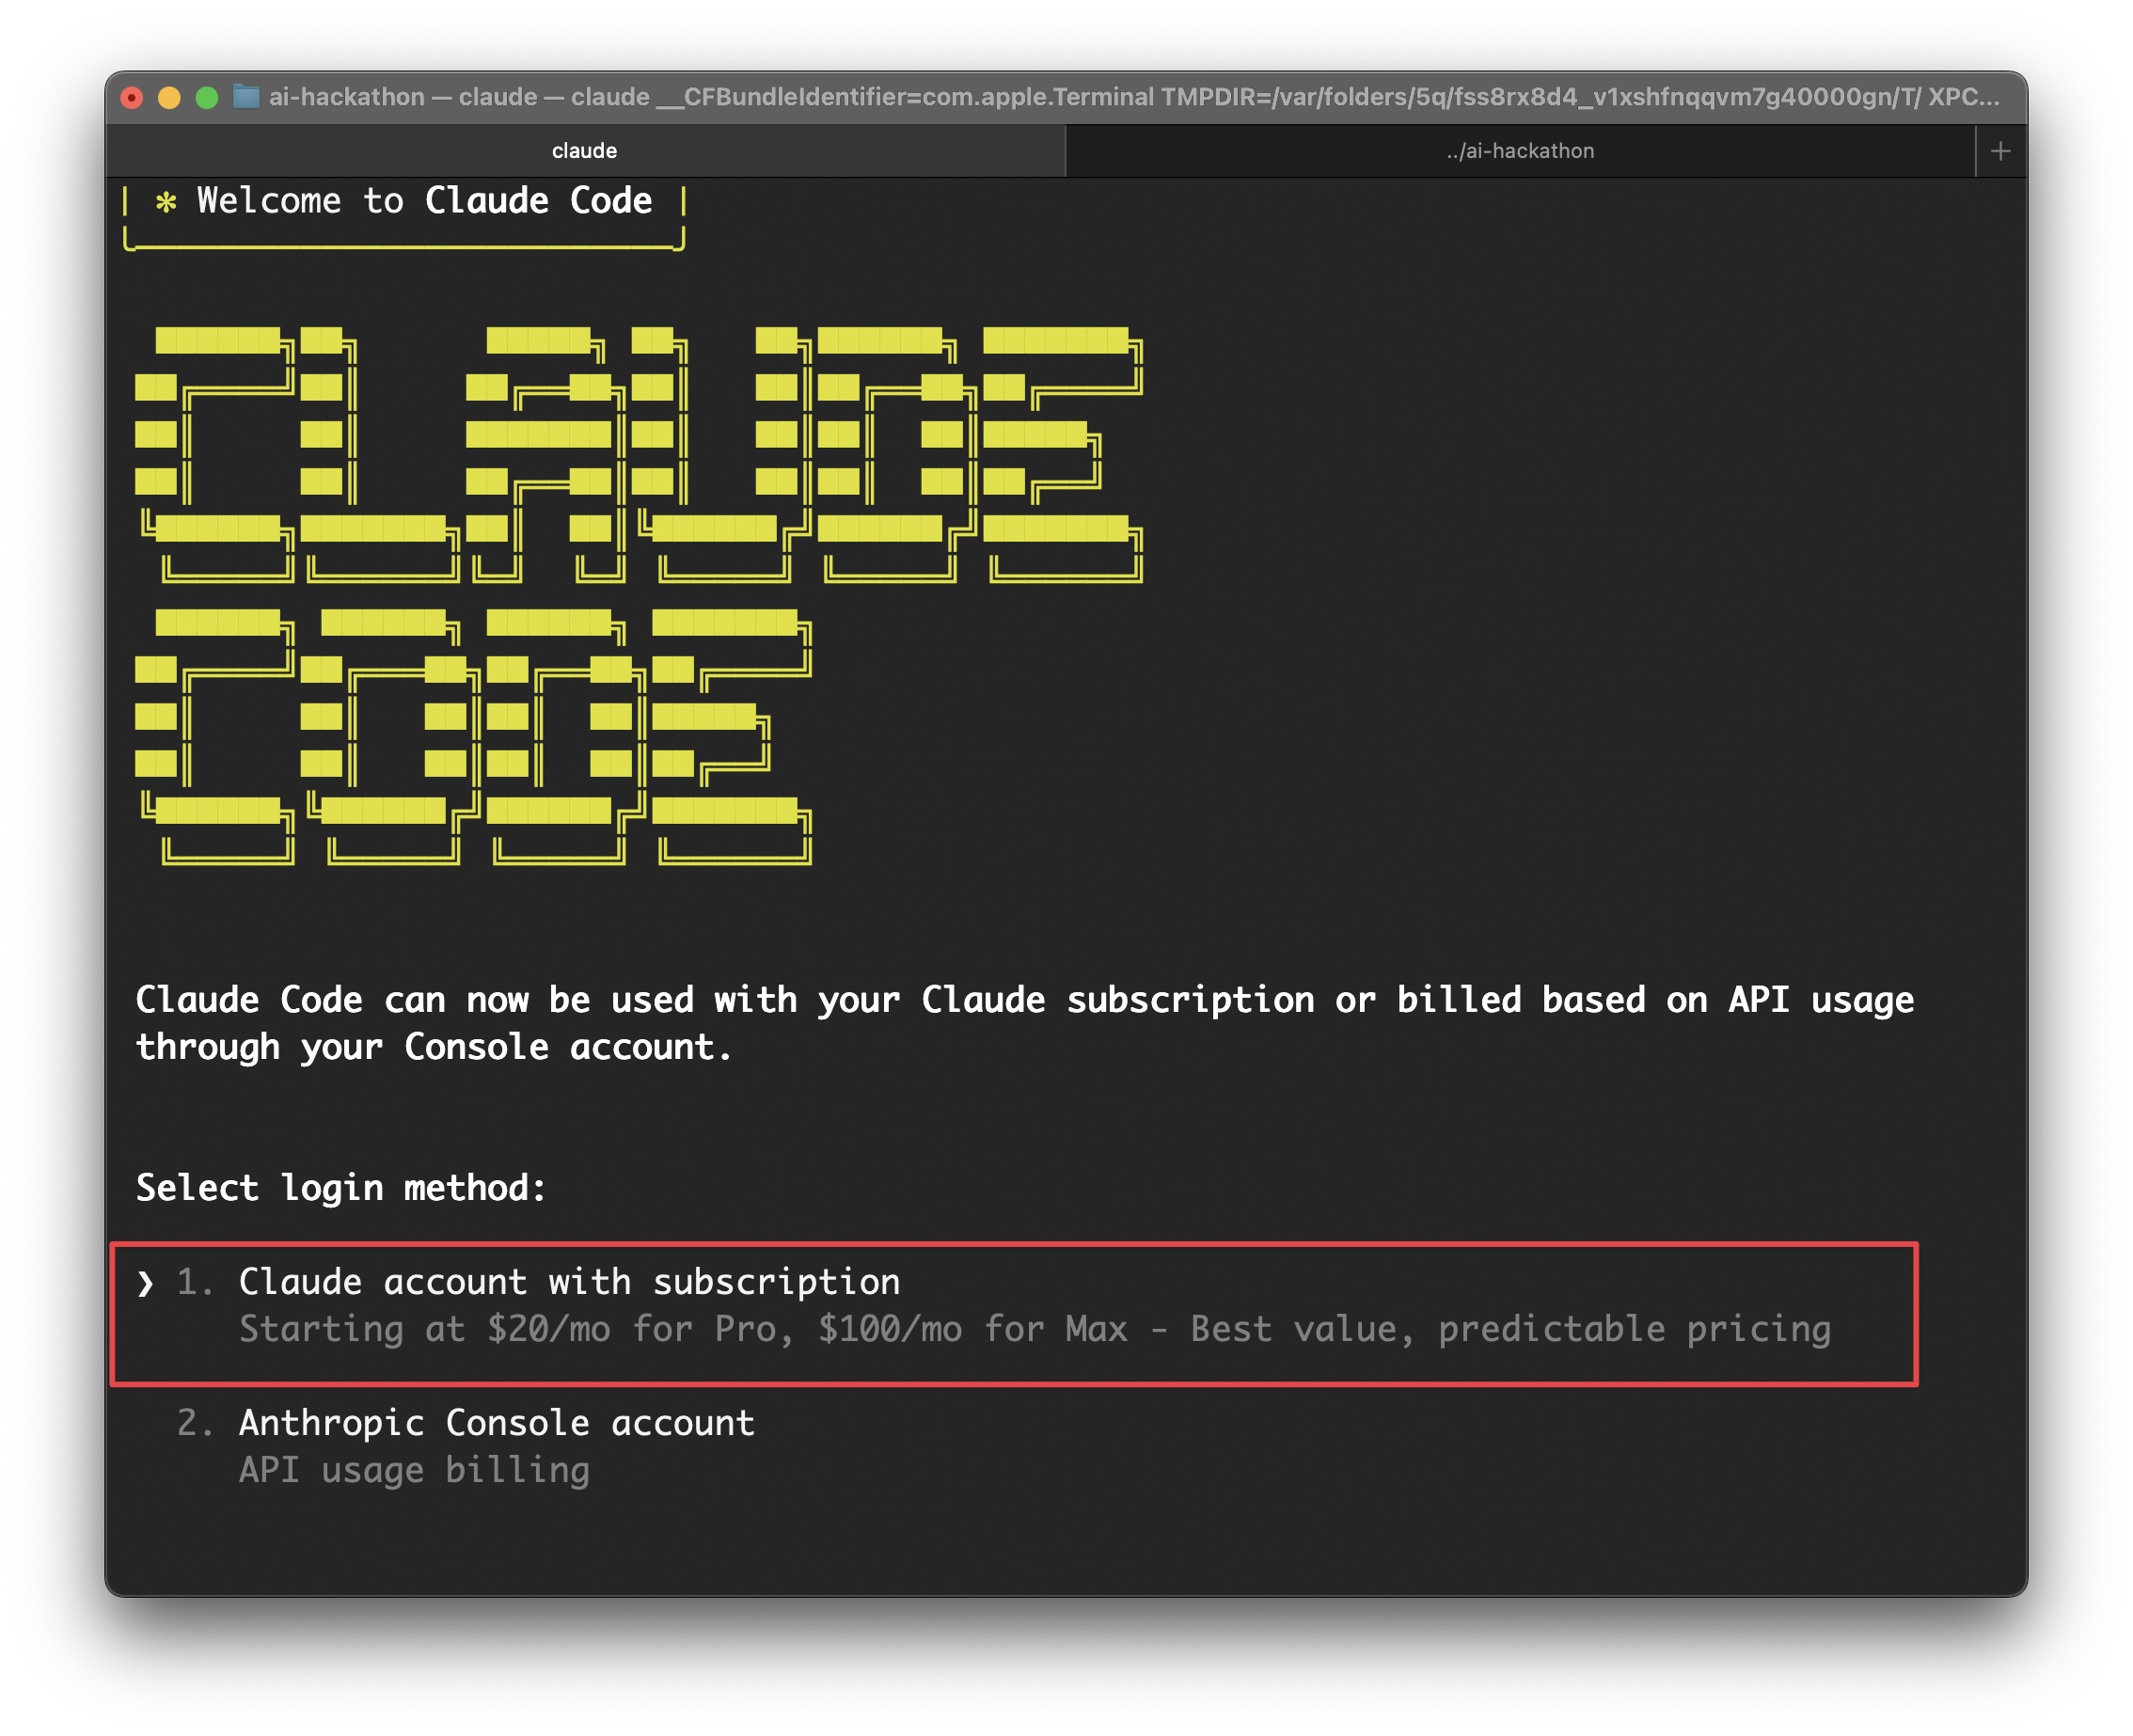 ai-hackathon — claude — claude __CFBundleIdentifier=com.apple.Terminal TMPDIR=/var/folders/5q/fss8rx8d4_v1xshfnqqvm7g40000gn/T/ XPC...
claude
../ai-hackathon
✻ Welcome to Claude Code
CLAUDE
CODE
Claude Code can now be used with your Claude subscription or billed based on API usage
through your Console account.
Select login method:
❯ 1. Claude account with subscription
Starting at $20/mo for Pro, $100/mo for Max - Best value, predictable pricing
2. Anthropic Console account
API usage billing